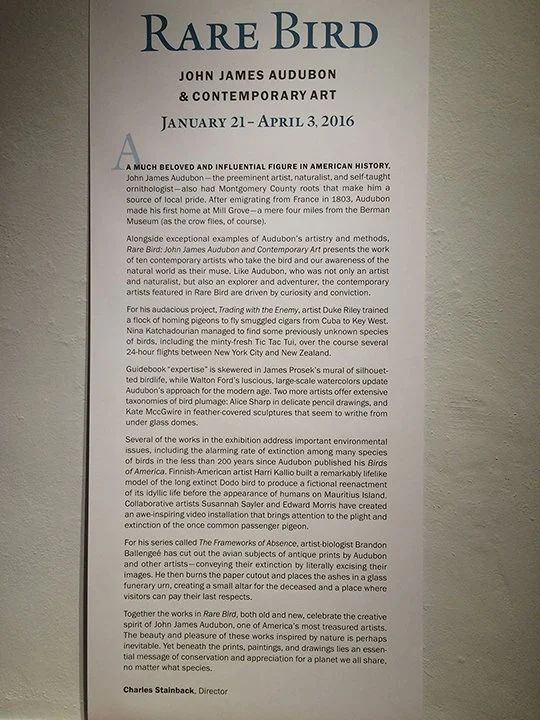 RARE BIRD
JOHN JAMES AUDUBON
& CONTEMPORARY ART
JANUARY 21 – APRIL 3, 2016
A
A MUCH BELOVED AND INFLUENTIAL FIGURE IN AMERICAN HISTORY,
John James Audubon—the preeminent artist, naturalist, and self-taught
ornithologist—also had Montgomery County roots that make him a
source of local pride. After emigrating from France in 1803, Audubon
made his first home at Mill Grove—a mere four miles from the Berman
Museum (as the crow flies, of course).
Alongside exceptional examples of Audubon's artistry and methods,
Rare Bird: John James Audubon and Contemporary Art presents the work
of ten contemporary artists who take the bird and our awareness of the
natural world as their muse. Like Audubon, who was not only an artist
and naturalist, but also an explorer and adventurer, the contemporary
artists featured in Rare Bird are driven by curiosity and conviction.
For his audacious project, Trading with the Enemy, artist Duke Riley trained
a flock of homing pigeons to fly smuggled cigars from Cuba to Key West.
Nina Katchadourian managed to find some previously unknown species
of birds, including the minty-fresh Tic Tac Tui, over the course several
24-hour flights between New York City and New Zealand.
Guidebook "expertise" is skewered in James Prosek's mural of silhouet-
ted birdlife, while Walton Ford's luscious, large-scale watercolors update
Audubon's approach for the modern age. Two more artists offer extensive
taxonomies of bird plumage: Alice Sharp in delicate pencil drawings, and
Kate McGwire in feather-covered sculptures that seem to writhe from
under glass domes.
Several of the works in the exhibition address important environmental
issues, including the alarming rate of extinction among many species
of birds in the less than 200 years since Audubon published his Birds
of America. Finnish-American artist Harri Kallio built a remarkably lifelike
model of the long extinct Dodo bird to produce a fictional reenactment
of its idyllic life before the appearance of humans on Mauritius Island.
Collaborative artists Susannah Sayler and Edward Morris have created
an awe-inspiring video installation that brings attention to the plight and
extinction of the once common passenger pigeon.
For his series called The Frameworks of Absence, artist-biologist Brandon
Ballengeé has cut out the avian subjects of antique prints by Audubon
and other artists—conveying their extinction by literally excising their
images. He then burns the paper cutout and places the ashes in a glass
funerary urn, creating a small altar for the deceased and a place where
visitors can pay their last respects.
Together the works in Rare Bird, both old and new, celebrate the creative
spirit of John James Audubon, one of America's most treasured artists.
The beauty and pleasure of these works inspired by nature is perhaps
inevitable. Yet beneath the prints, paintings, and drawings lies an essen-
tial message of conservation and appreciation for a planet we all share,
no matter what species.
Charles Stainback, Director